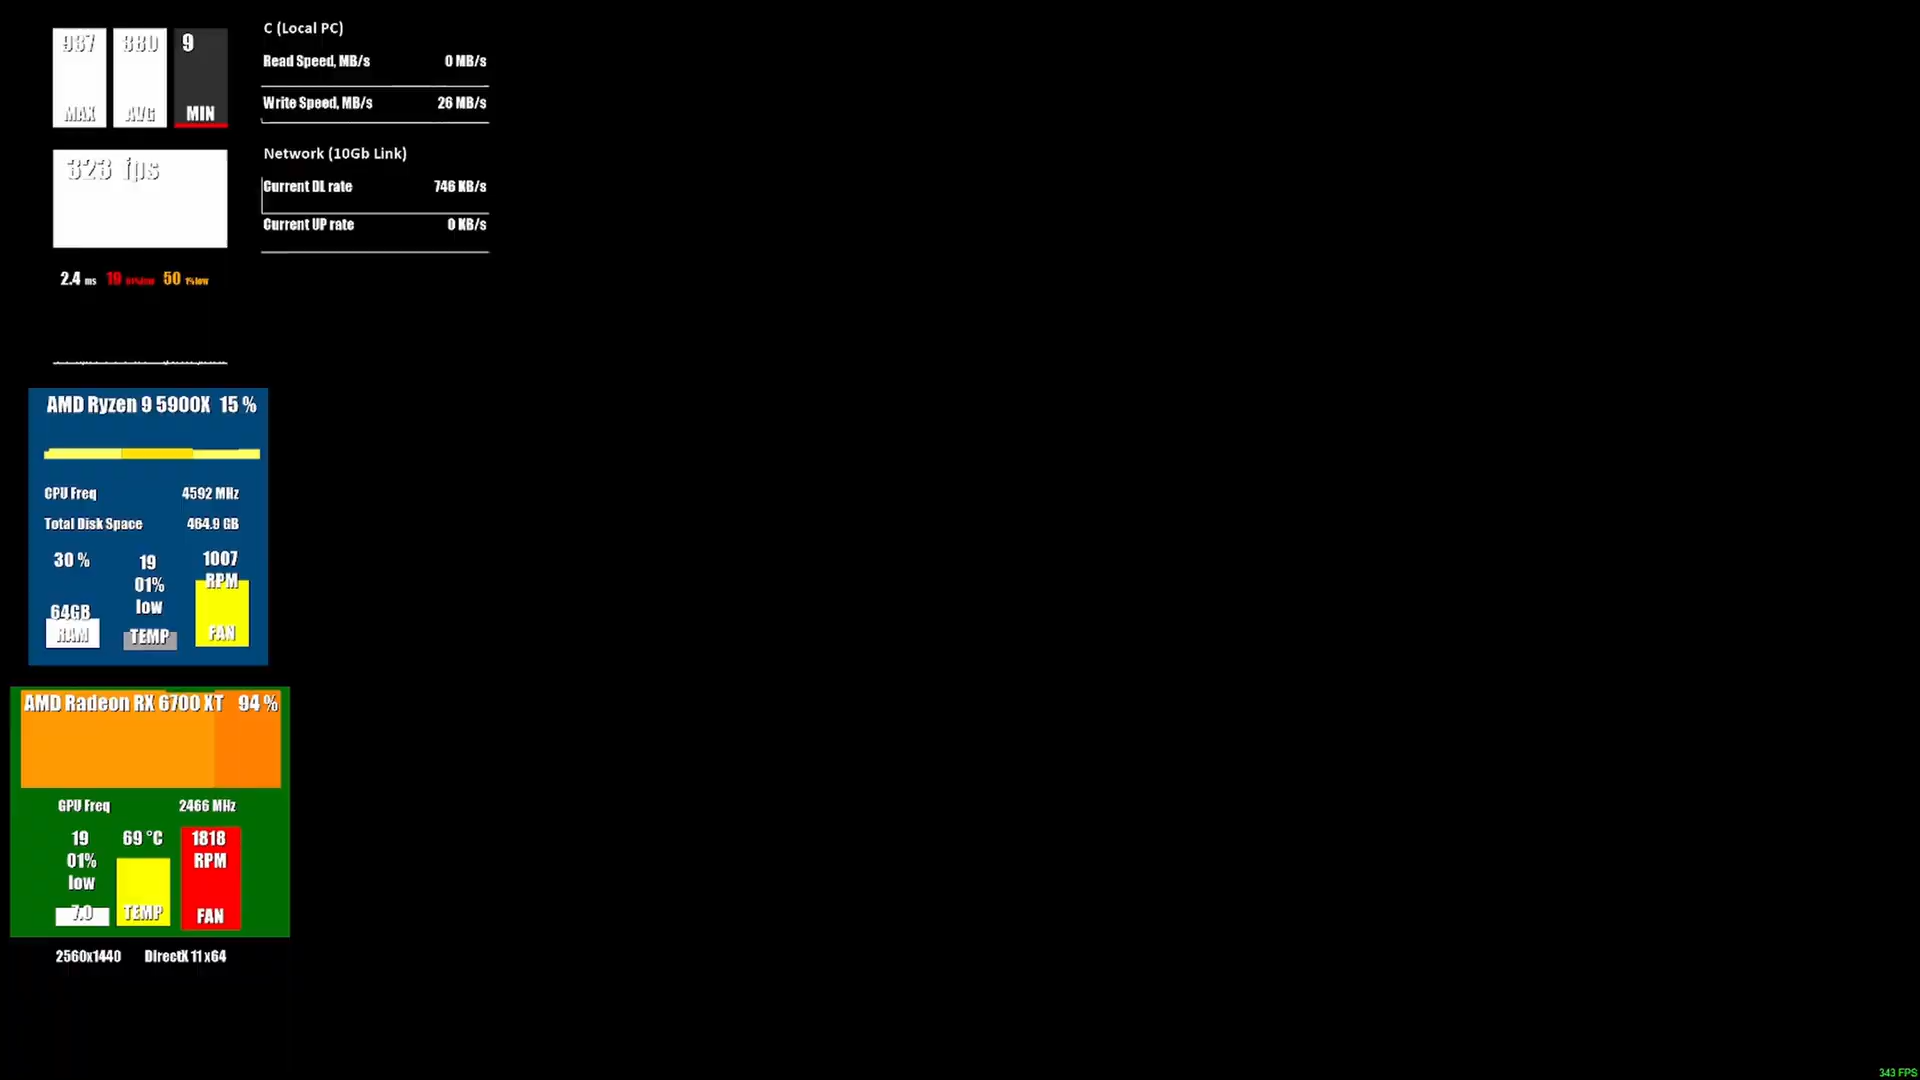 987 880 9
MAX AVG MIN
323 fps
2.4 ms 19 01% low 50 1% low
C (Local PC)
Read Speed, MB/s 0 MB/s
Write Speed, MB/s 26 MB/s
Network (10Gb Link)
Current DL rate 746 KB/s
Current UP rate 0 KB/s
AMD Ryzen 9 5900X 15 %
CPU Freq 4592 MHz
Total Disk Space 464.9 GB
30 % 19 01% low 1007 RPM
64GB
RAM TEMP FAN
AMD Radeon RX 6700 XT 94 %
GPU Freq 2466 MHz
19 01% low 69 °C 1818 RPM
7.0 TEMP FAN
2560x1440 DirectX 11 x64
343 FPS